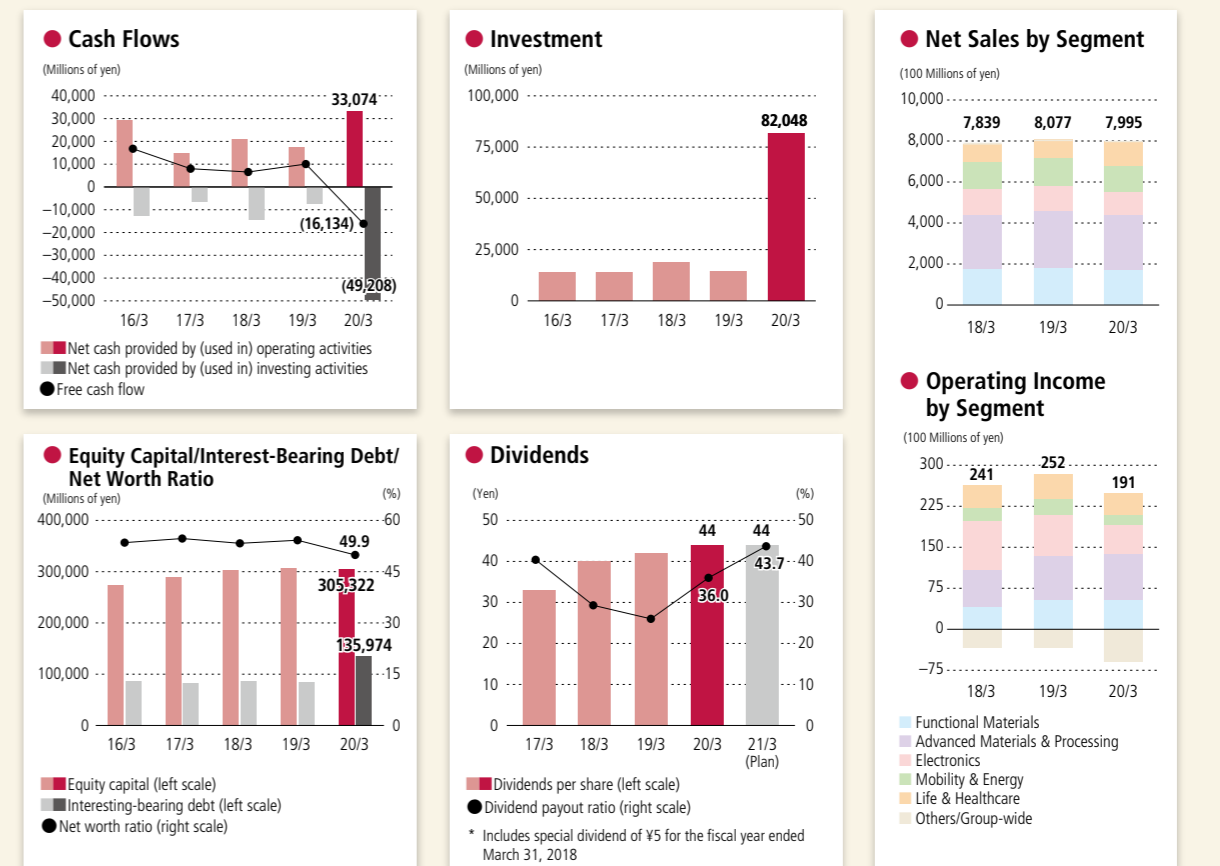 Cash Flows
(Millions of yen)
40,000
30,000
20,000
10,000
0
−10,000
−20,000
−30,000
−40,000
−50,000
33,074
(16,134)
(49,208)
16/3 17/3 18/3 19/3 20/3
Net cash provided by (used in) operating activities
Net cash provided by (used in) investing activities
Free cash flow
Investment
(Millions of yen)
100,000
75,000
50,000
25,000
0
82,048
16/3 17/3 18/3 19/3 20/3
Equity Capital/Interest-Bearing Debt/
Net Worth Ratio
(Millions of yen) (%)
400,000 60
300,000 45
200,000 30
100,000 15
0 0
49.9
305,322
135,974
16/3 17/3 18/3 19/3 20/3
Equity capital (left scale)
Interesting-bearing debt (left scale)
Net worth ratio (right scale)
Dividends
(Yen) (%)
50 50
40 40
30 30
20 20
10 10
0 0
44 44
43.7
36.0
17/3 18/3 19/3 20/3 21/3
(Plan)
Dividends per share (left scale)
Dividend payout ratio (right scale)
* Includes special dividend of ¥5 for the fiscal year ended
March 31, 2018
Net Sales by Segment
(100 Millions of yen)
10,000
8,000
6,000
4,000
2,000
0
7,839 8,077 7,995
18/3 19/3 20/3
Operating Income
by Segment
(100 Millions of yen)
300
225
150
75
0
−75
241 252 191
18/3 19/3 20/3
Functional Materials
Advanced Materials & Processing
Electronics
Mobility & Energy
Life & Healthcare
Others/Group-wide